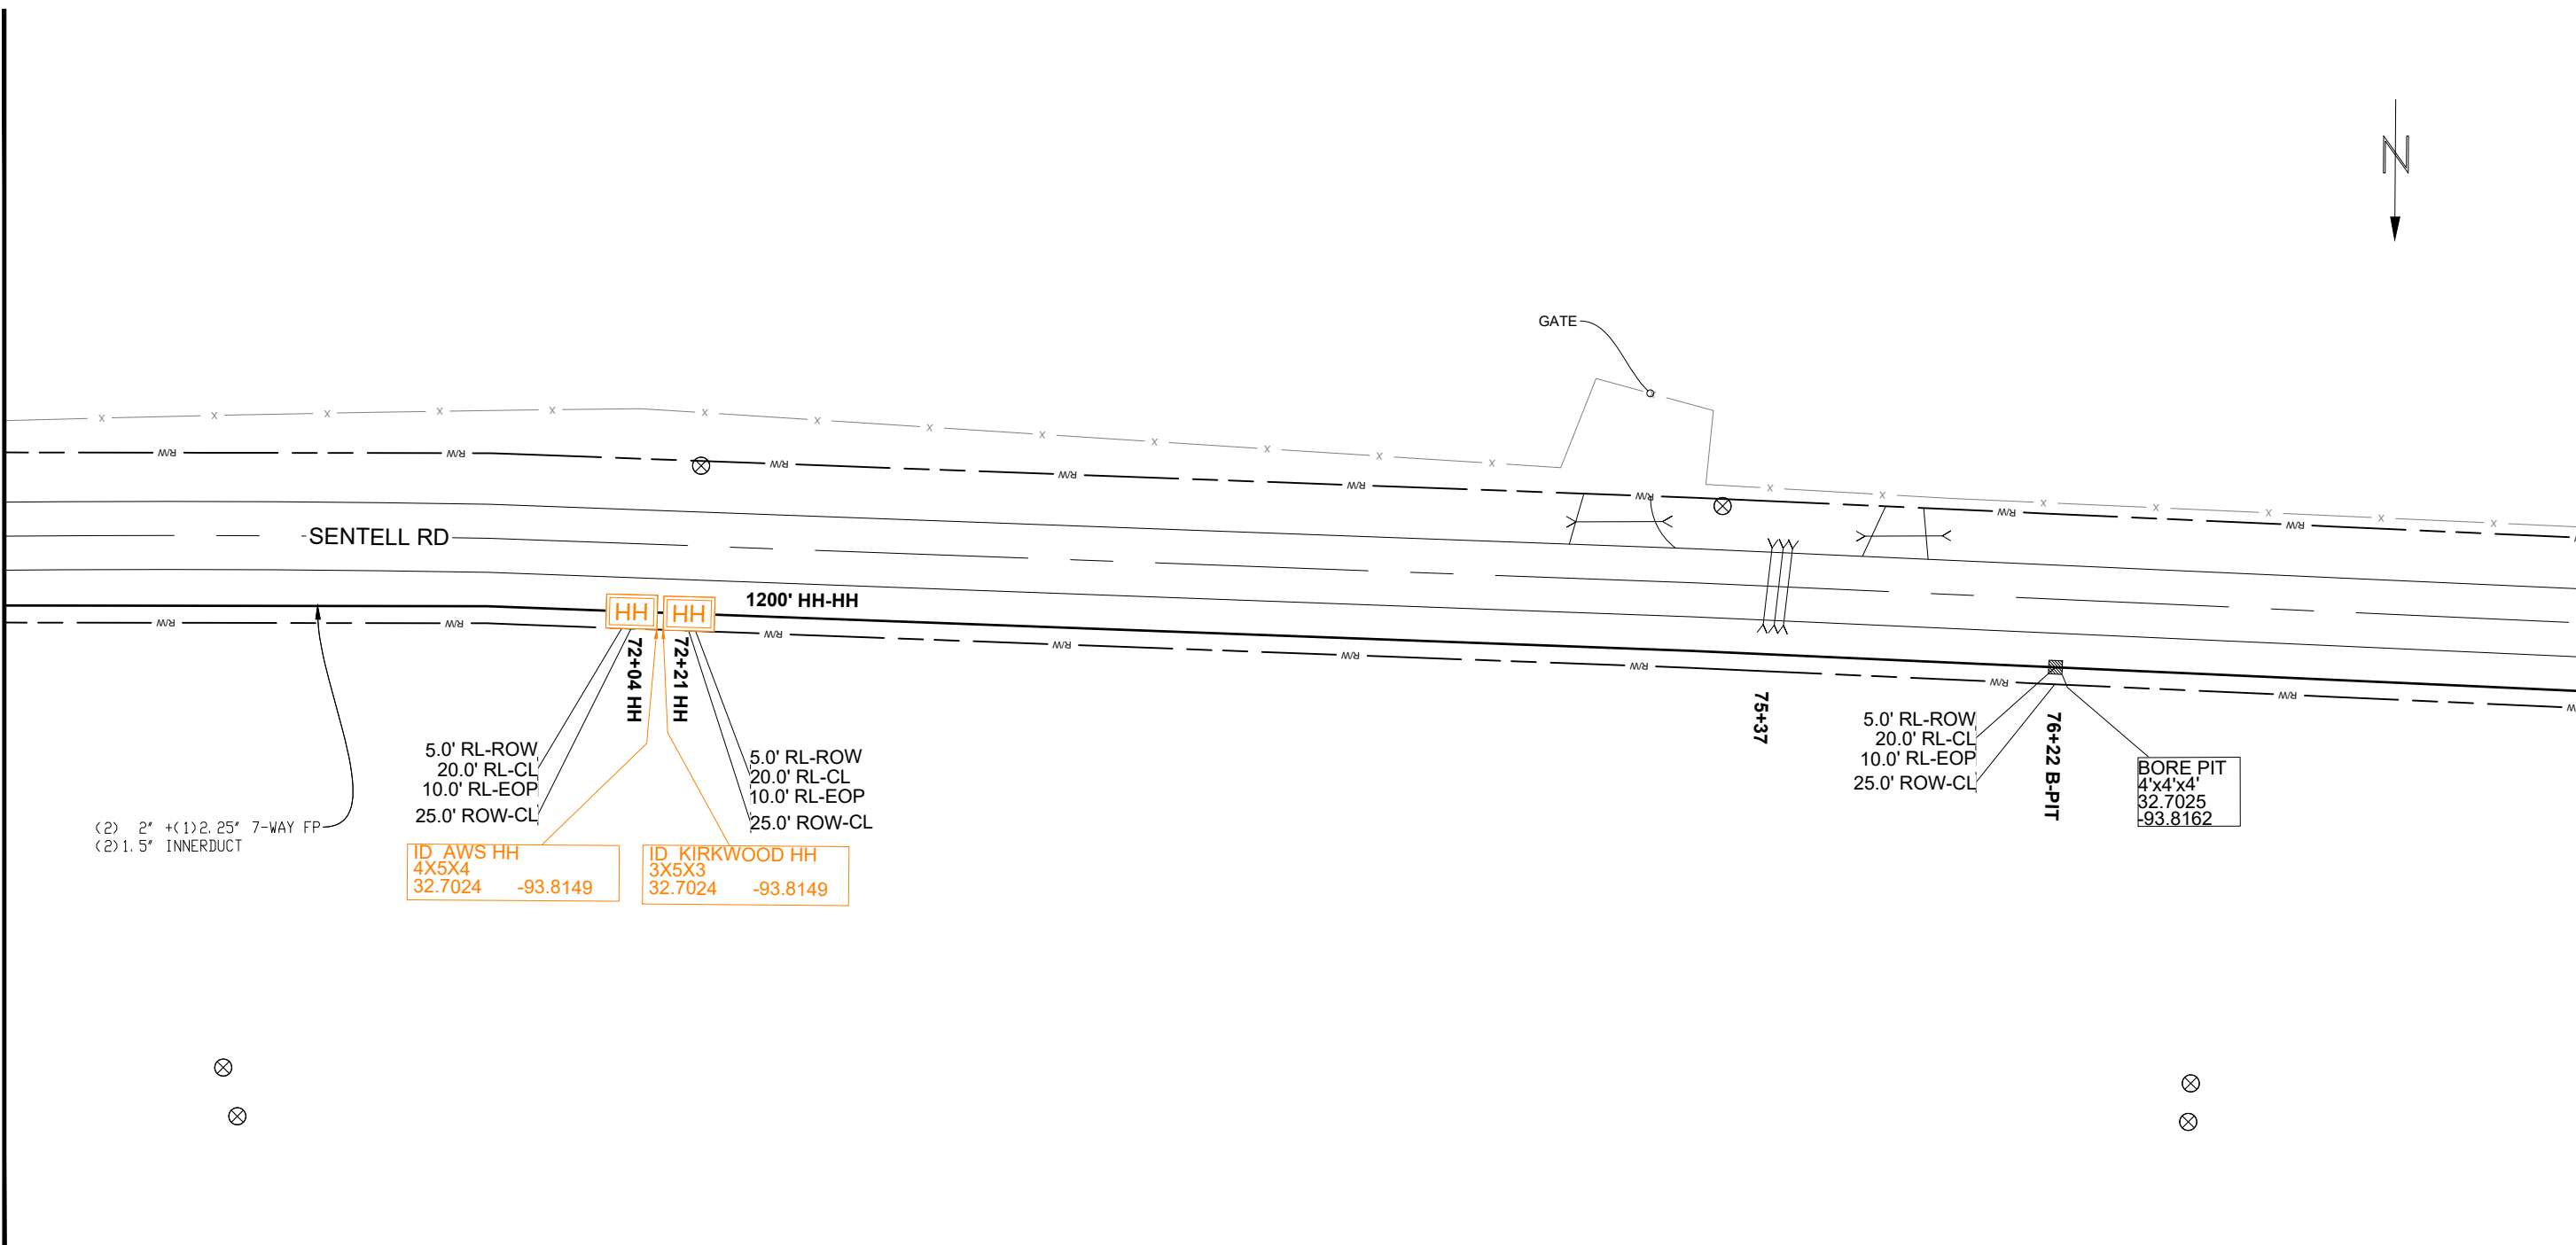 N
GATE
x x x x x x x x x x x x x
x x x x x x x
R/W R/W R/W R/W R/W R/W R/W R/W
SENTELL RD
HH HH
1200' HH-HH
R/W R/W R/W R/W R/W R/W R/W R/W
72+04 HH
72+21 HH
75+37
76+22 B-PIT
5.0' RL-ROW
20.0' RL-CL
10.0' RL-EOP
25.0' ROW-CL
5.0' RL-ROW
20.0' RL-CL
10.0' RL-EOP
25.0' ROW-CL
5.0' RL-ROW
20.0' RL-CL
10.0' RL-EOP
25.0' ROW-CL
BORE PIT
4'x4'x4'
32.7025
-93.8162
(2) 2" +(1)2.25" 7-WAY FP
(2)1.5" INNERDUCT
ID AWS HH
4X5X4
32.7024 -93.8149
ID KIRKWOOD HH
3X5X3
32.7024 -93.8149